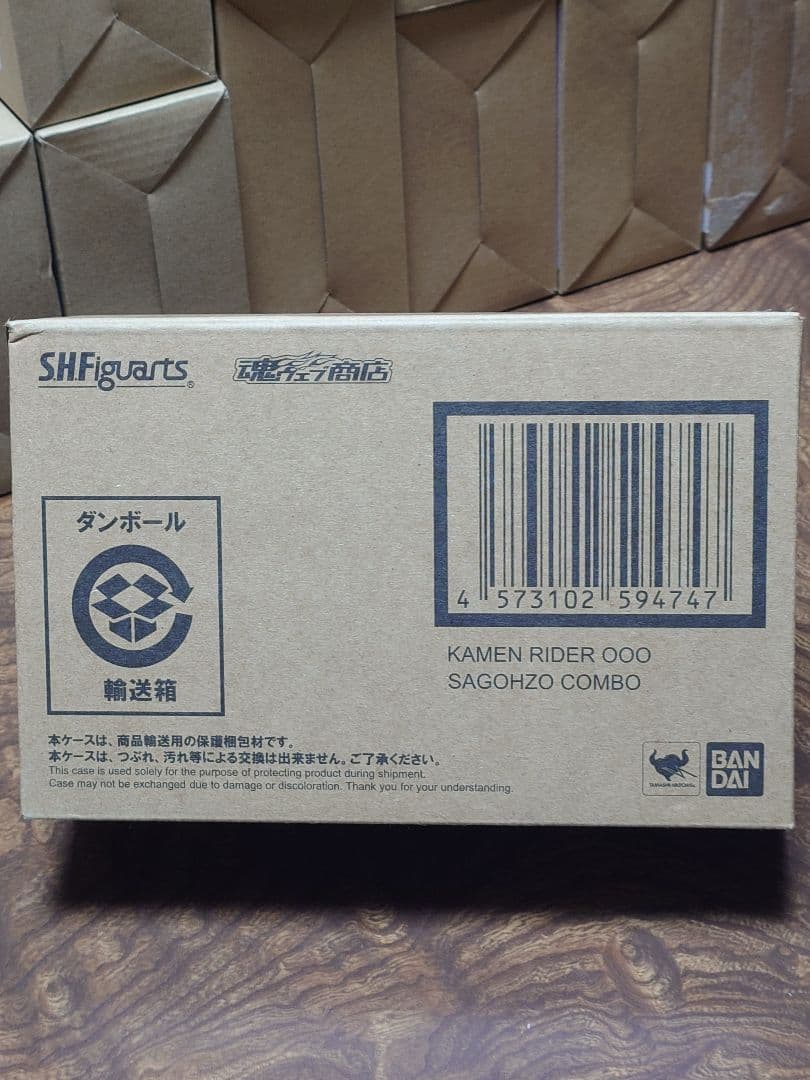 S.H.Figuarts®
魂ウェブ商店
4 573102 594747
KAMEN RIDER OOO
SAGOHZO COMBO
ダンボール
輸送箱
本ケースは、商品輸送用の保護梱包材です。
本ケースは、つぶれ、汚れ等による交換は出来ません。ご了承ください。
This case is used solely for the purpose of protecting product during shipment.
Case may not be exchanged due to damage or discoloration. Thank you for your understanding.
TAMASHII NATIONS
BAN
DAI